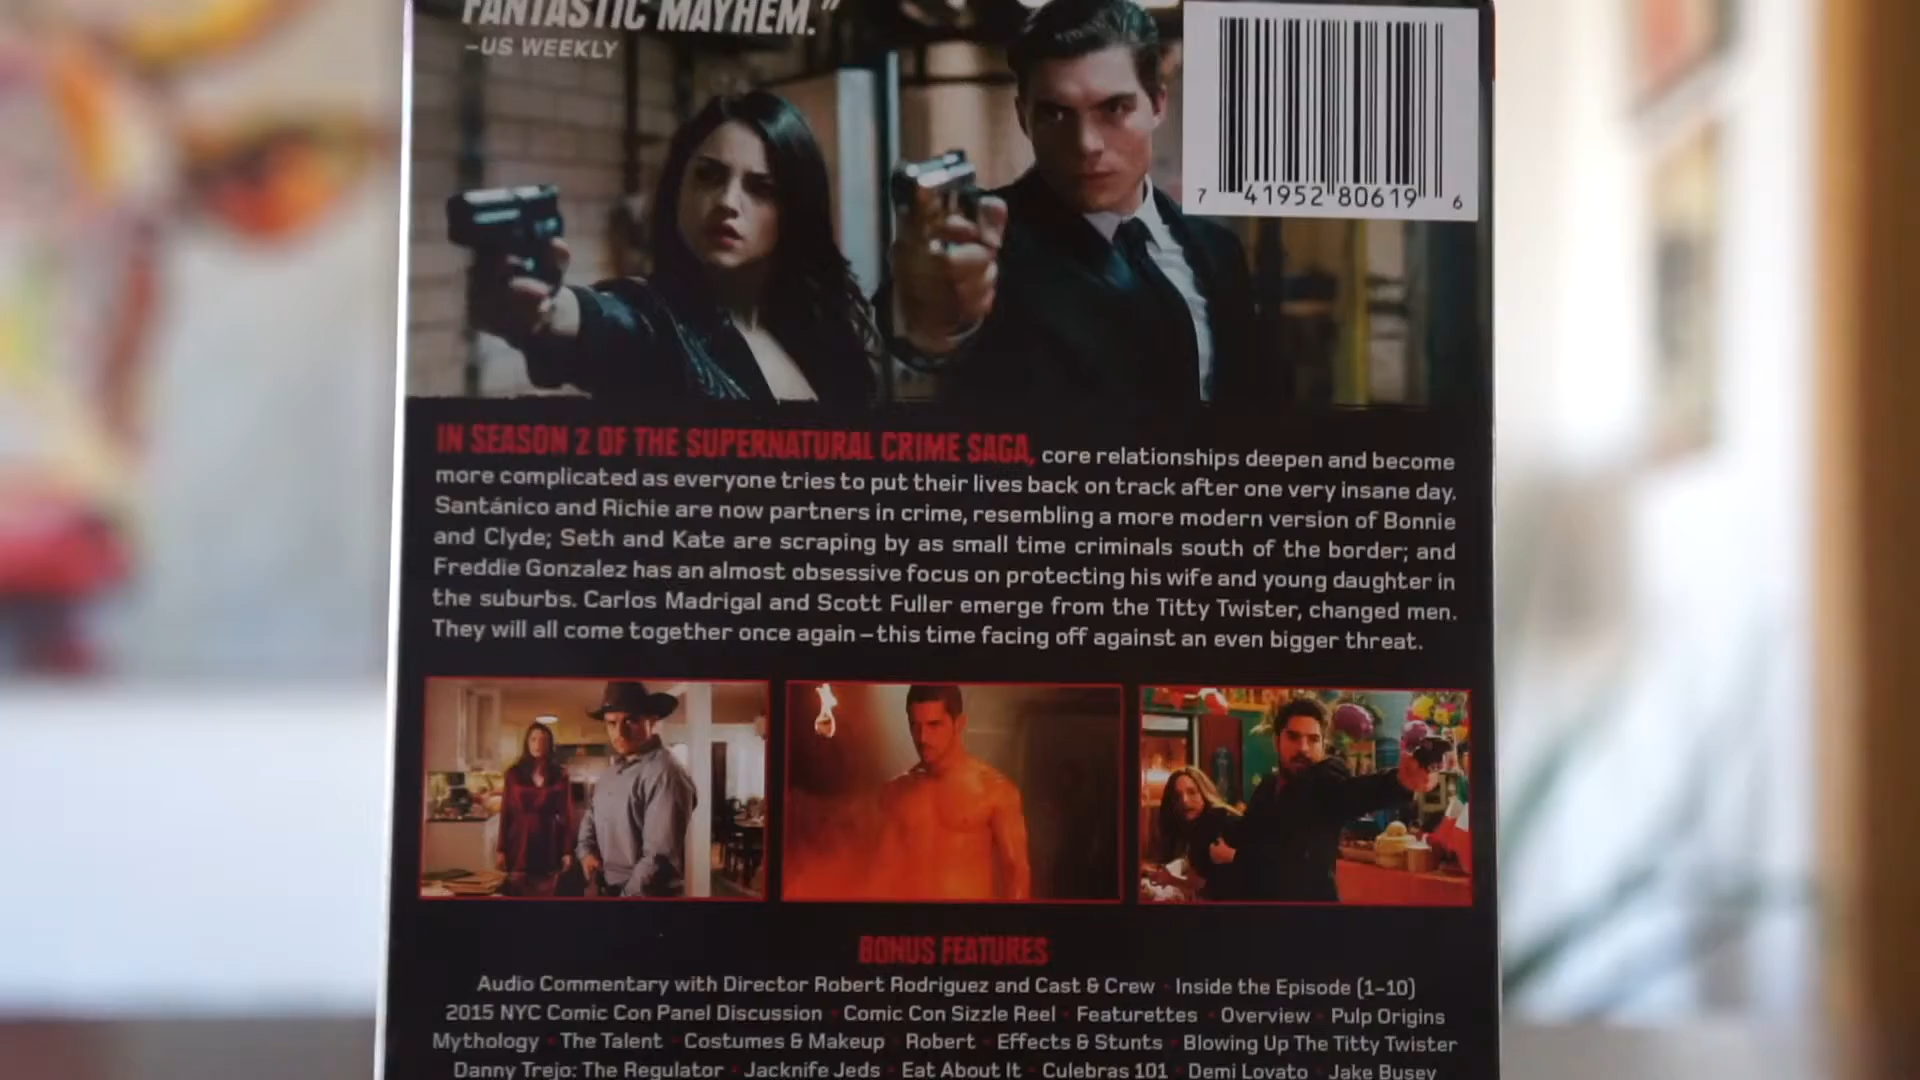 FANTASTIC MAYHEM."
–US WEEKLY
7 41952 80619 6
IN SEASON 2 OF THE SUPERNATURAL CRIME SAGA, core relationships deepen and become
more complicated as everyone tries to put their lives back on track after one very insane day.
Santánico and Richie are now partners in crime, resembling a more modern version of Bonnie
and Clyde; Seth and Kate are scraping by as small time criminals south of the border; and
Freddie Gonzalez has an almost obsessive focus on protecting his wife and young daughter in
the suburbs. Carlos Madrigal and Scott Fuller emerge from the Titty Twister, changed men.
They will all come together once again – this time facing off against an even bigger threat.
BONUS FEATURES
Audio Commentary with Director Robert Rodriguez and Cast & Crew • Inside the Episode (1-10)
2015 NYC Comic Con Panel Discussion • Comic Con Sizzle Reel • Featurettes • Overview • Pulp Origins
Mythology • The Talent • Costumes & Makeup • Robert • Effects & Stunts • Blowing Up The Titty Twister
Danny Trejo: The Regulator • Jacknife Jeds • Eat About It • Culebras 101 • Demi Lovato • Jake Busey